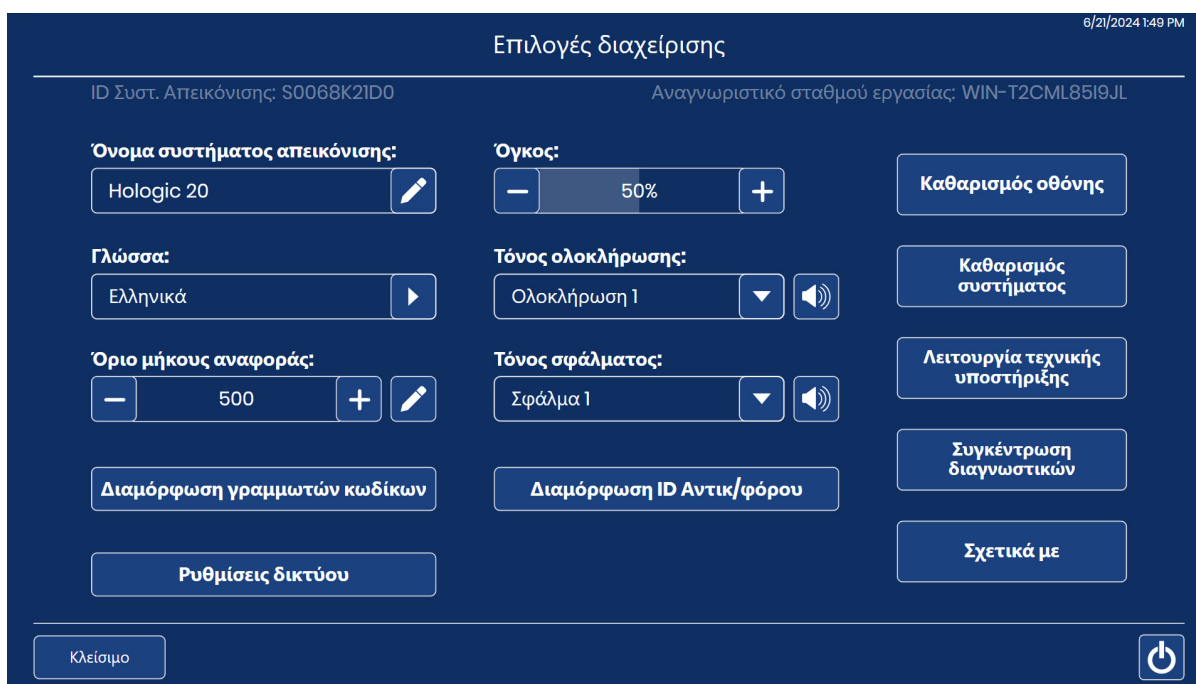 6/21/2024 1:49 PM
Επιλογές διαχείρισης
ID Συστ. Απεικόνισης: S0068K21D0
Αναγνωριστικό σταθμού εργασίας: WIN-T2CML85I9JL
Όνομα συστήματος απεικόνισης:
Hologic 20
Όγκος:
50%
Καθαρισμός οθόνης
Γλώσσα:
Ελληνικά
Τόνος ολοκλήρωσης:
Ολοκλήρωση 1
Καθαρισμός
συστήματος
Όριο μήκους αναφοράς:
500
Τόνος σφάλματος:
Σφάλμα 1
Λειτουργία τεχνικής
υποστήριξης
Διαμόρφωση γραμμωτών κωδίκων
Διαμόρφωση ID Αντικ/φόρου
Συγκέντρωση
διαγνωστικών
Ρυθμίσεις δικτύου
Σχετικά με
Κλείσιμο